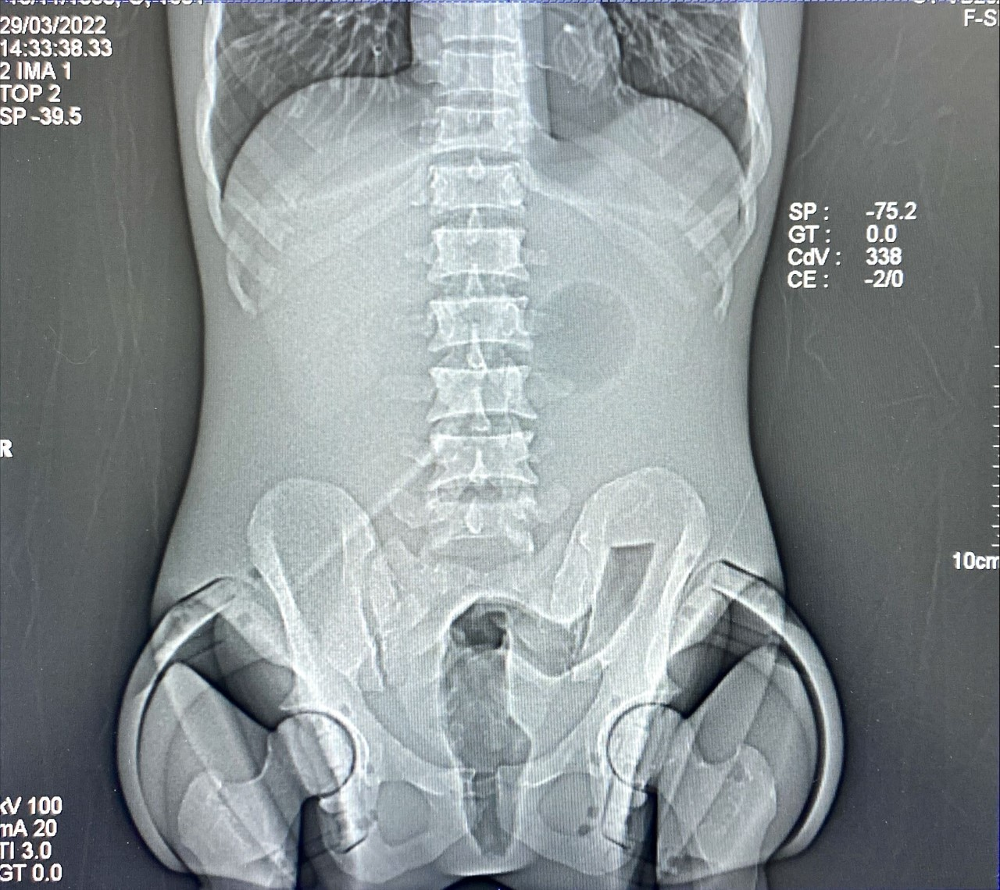 29/03/2022
14:33:38.33
2 IMA 1
TOP 2
SP -39.5
F-S
SP : -75.2
GT : 0.0
CdV : 338
CE : -2/0
R
10cm
kV 100
mA 20
TI 3.0
GT 0.0